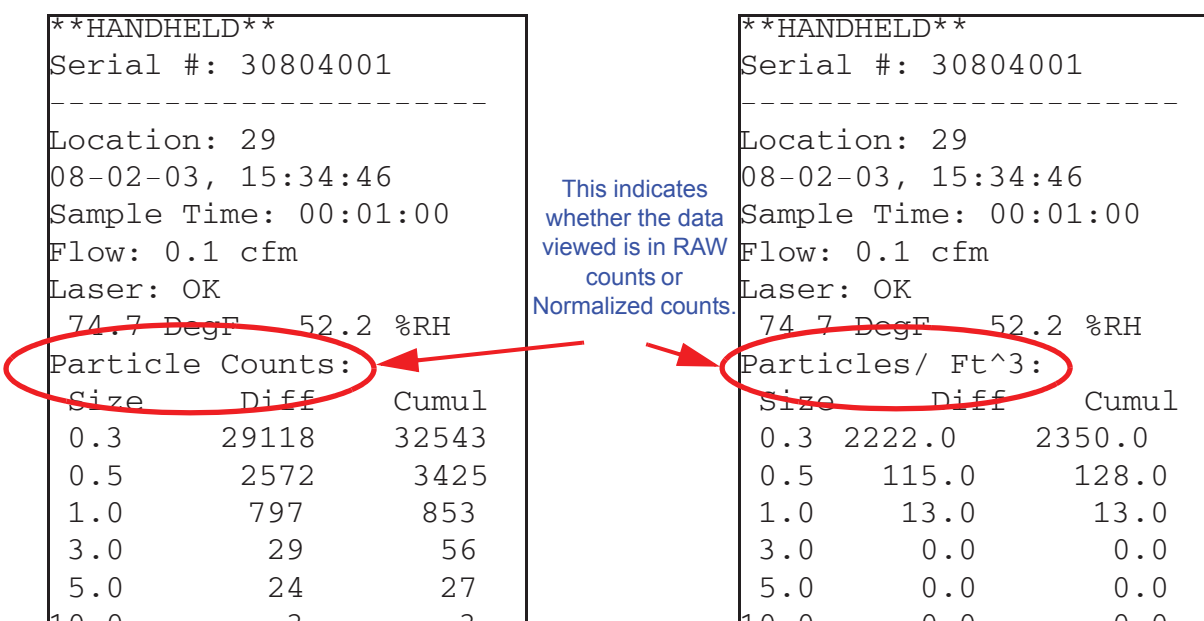 **HANDHELD**
Serial #: 30804001
-----------------------
Location: 29
08-02-03, 15:34:46
Sample Time: 00:01:00
Flow: 0.1 cfm
Laser: OK
74.7 DegF 52.2 %RH
Particle Counts:
Size Diff Cumul
0.3 29118 32543
0.5 2572 3425
1.0 797 853
3.0 29 56
5.0 24 27
This indicates
whether the data
viewed is in RAW
counts or
Normalized counts.
**HANDHELD**
Serial #: 30804001
-----------------------
Location: 29
08-02-03, 15:34:46
Sample Time: 00:01:00
Flow: 0.1 cfm
Laser: OK
74.7 DegF 52.2 %RH
Particles/ Ft^3:
Size Diff Cumul
0.3 2222.0 2350.0
0.5 115.0 128.0
1.0 13.0 13.0
3.0 0.0 0.0
5.0 0.0 0.0